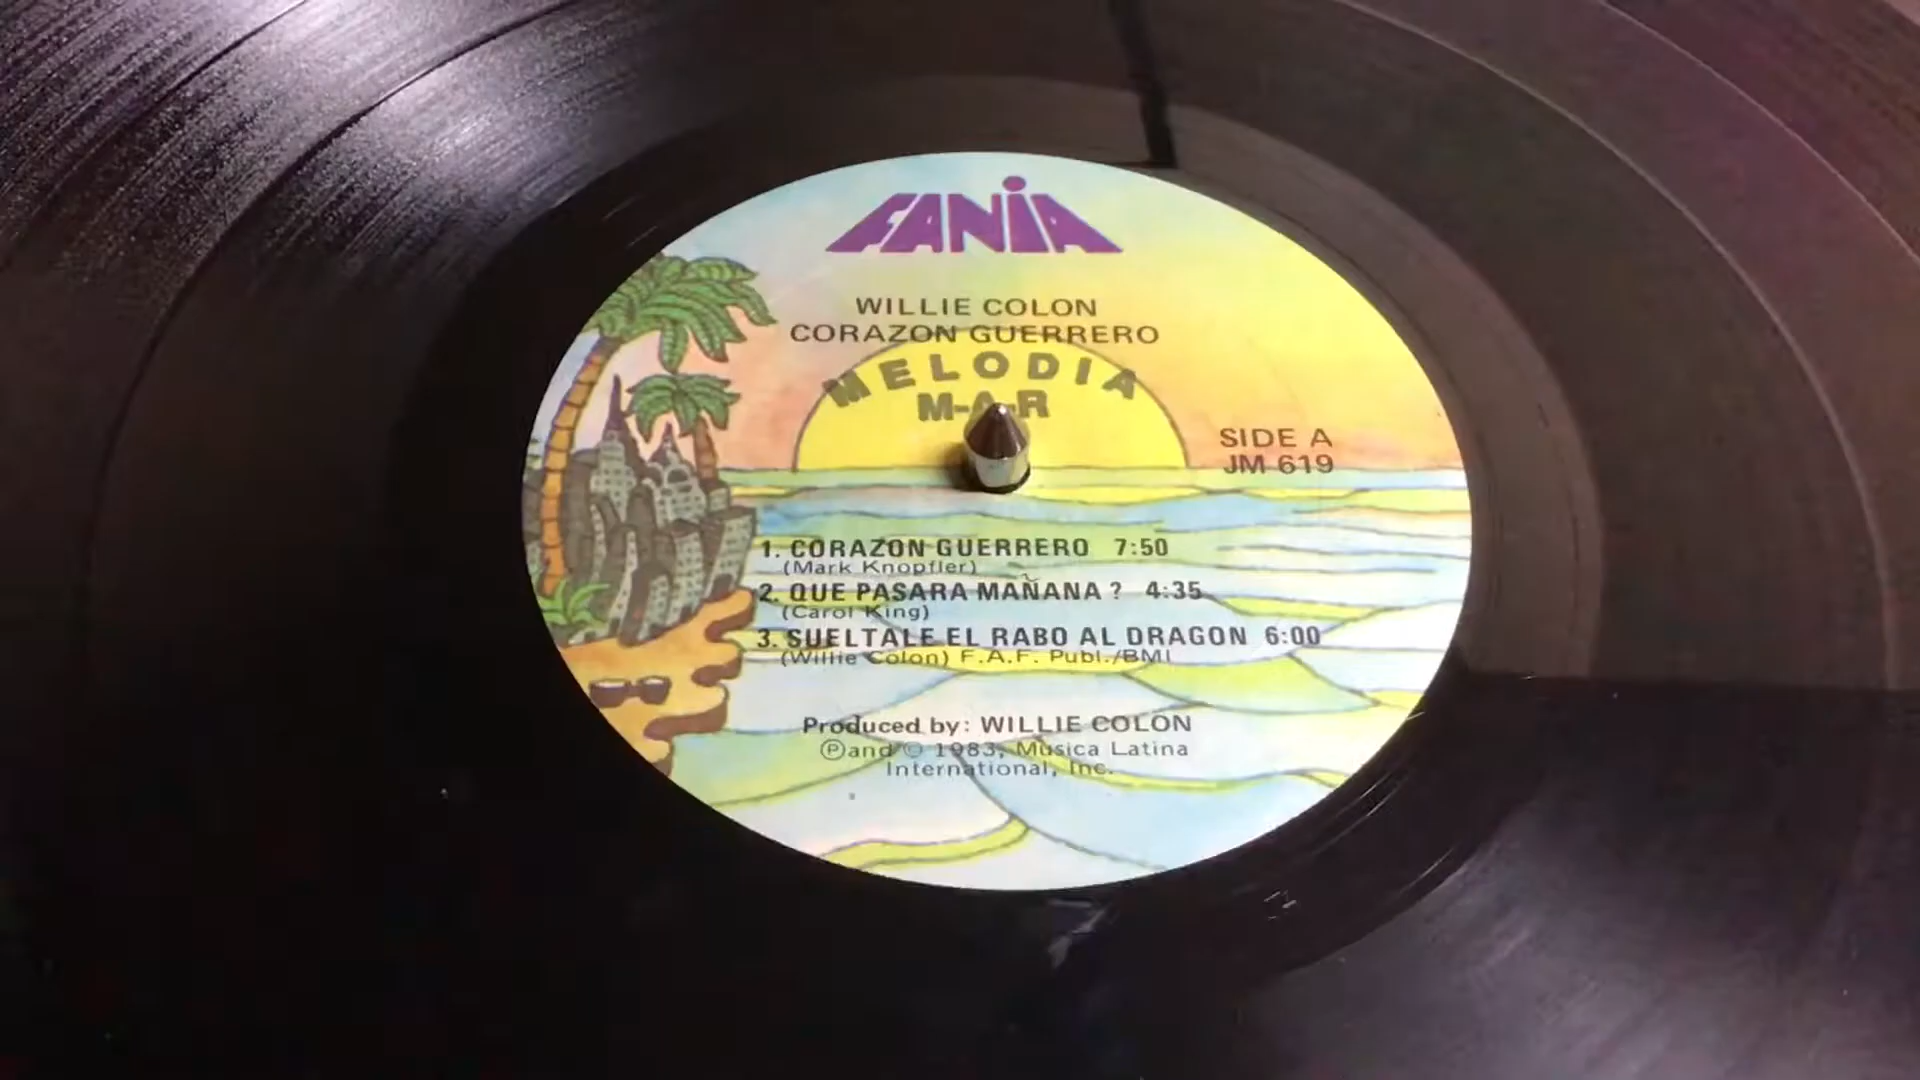 FANIA
WILLIE COLON
CORAZON GUERRERO
MELODIA
M-A-R
SIDE A
JM 619
1. CORAZON GUERRERO 7:50
(Mark Knopfler)
2. QUE PASARA MAÑANA ? 4:35
(Carol King)
3. SUELTALE EL RABO AL DRAGON 6:00
(Willie Colon) F.A.F. Publ./BMI
Produced by: WILLIE COLON
Ⓟand © 1983, Musica Latina
International, Inc.